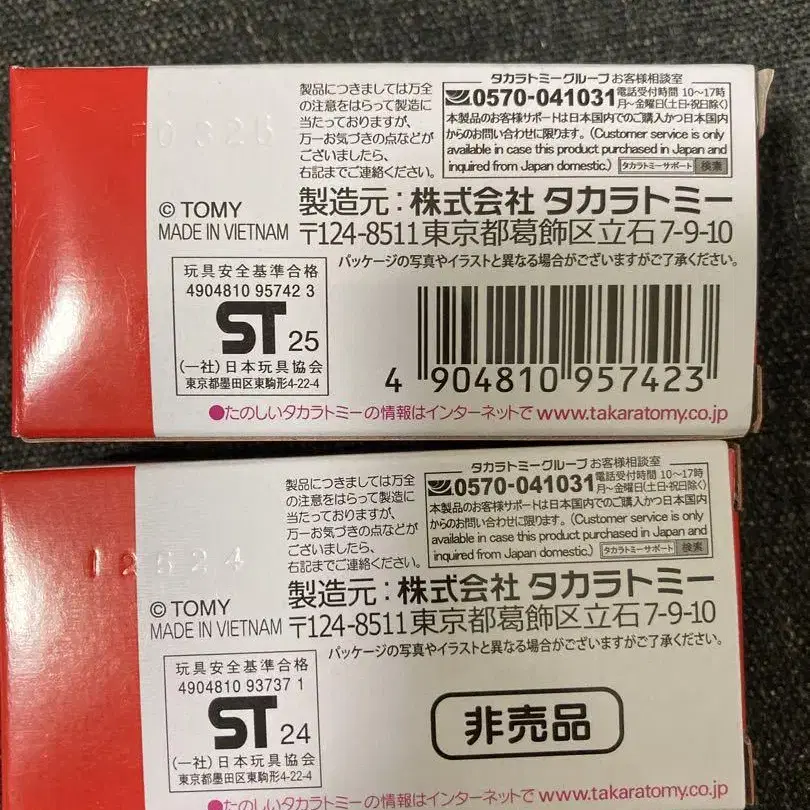 製品につきましては万全
の注意をはらって製造に
当たっておりますが、
万一お気づきの点などが
ございましたら、
右記までご連絡ください。
タカラトミーグループ お客様相談室
0570-041031 電話受付時間 10〜17時
月〜金曜日(土・日・祝日除く)
本製品のお客様サポートは日本国内でのご購入かつ日本国内
からのお問い合わせに限ります。(Customer service is only
available in case this product purchased in Japan and
inquired from Japan domestic.) タカラトミーサポート 検索
© TOMY
MADE IN VIETNAM
製造元:株式会社 タカラトミー
〒124-8511 東京都葛飾区立石7-9-10
パッケージの写真やイラストと異なる場合がございますがご了承ください。
玩具安全基準合格
4904810 95742 3
ST 25
(一社)日本玩具協会
東京都墨田区東駒形4-22-4
4 904810 957423
●たのしいタカラトミーの情報はインターネットで www.takaratomy.co.jp
製品につきましては万全
の注意をはらって製造に
当たっておりますが、
万一お気づきの点などが
ございましたら、
右記までご連絡ください。
タカラトミーグループ お客様相談室
0570-041031 電話受付時間 10〜17時
月〜金曜日(土・日・祝日除く)
本製品のお客様サポートは日本国内でのご購入かつ日本国内
からのお問い合わせに限ります。(Customer service is only
available in case this product purchased in Japan and
inquired from Japan domestic.) タカラトミーサポート 検索
12524
© TOMY
MADE IN VIETNAM
製造元:株式会社 タカラトミー
〒124-8511 東京都葛飾区立石7-9-10
パッケージの写真やイラストと異なる場合がございますがご了承ください。
玩具安全基準合格
4904810 93737 1
ST 24
(一社)日本玩具協会
東京都墨田区東駒形4-22-4
非売品
●たのしいタカラトミーの情報はインターネットで www.takaratomy.co.jp